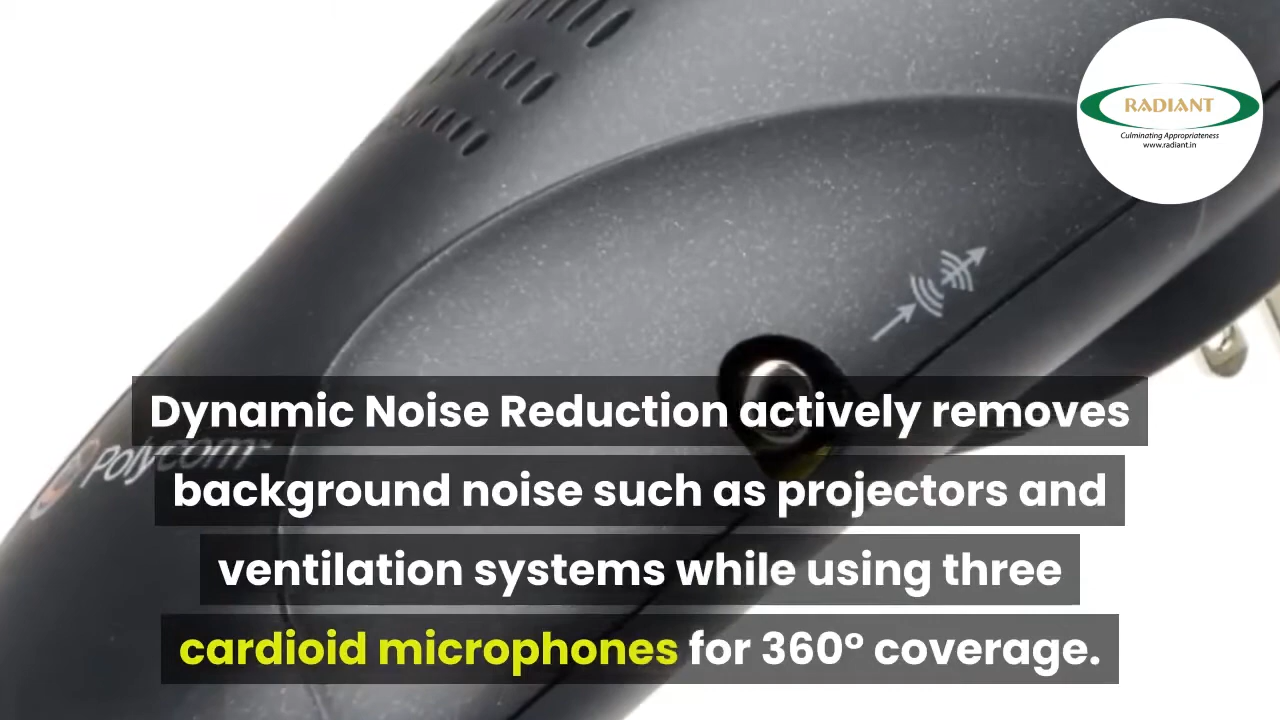 RADIANT
Culminating Appropriateness
www.radiant.in
Dynamic Noise Reduction actively removes
Polycom
background noise such as projectors and
ventilation systems while using three
cardioid microphones for 360° coverage.